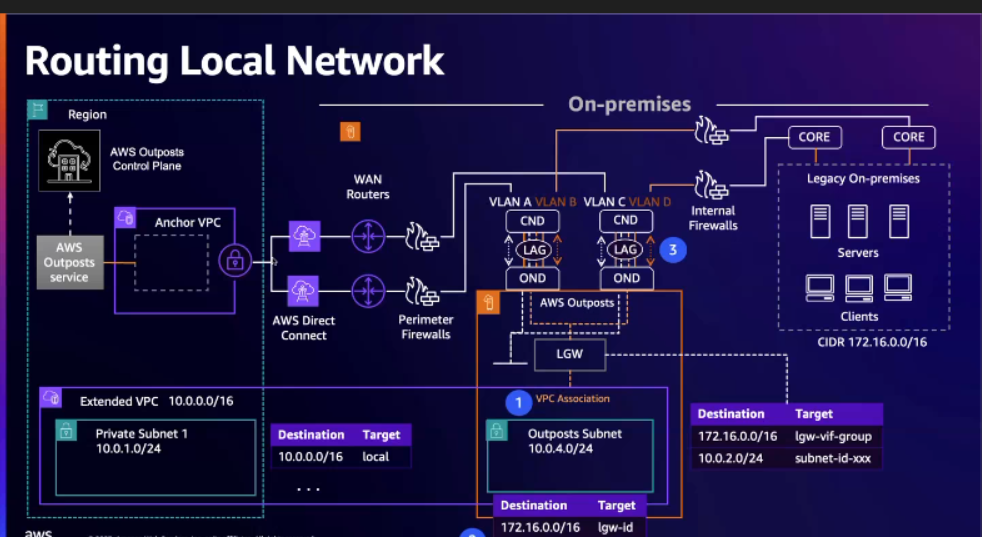 Routing Local Network
On-premises
Region
AWS Outposts
Control Plane
WAN
Routers
CORE
CORE
Legacy On-premises
VLAN A VLAN B VLAN C VLAN D
Internal
Firewalls
Anchor VPC
CND
CND
AWS
Outposts
service
LAG
LAG
3
Servers
OND
OND
AWS Outposts
AWS Direct
Connect
Perimeter
Firewalls
Clients
CIDR 172.16.0.0/16
LGW
Extended VPC 10.0.0.0/16
1
VPC Association
Private Subnet 1
10.0.1.0/24
Destination Target
10.0.0.0/16 local
...
Outposts Subnet
10.0.4.0/24
Destination Target
172.16.0.0/16 lgw-vif-group
10.0.2.0/24 subnet-id-xxx
Destination Target
172.16.0.0/16 lgw-id
aws